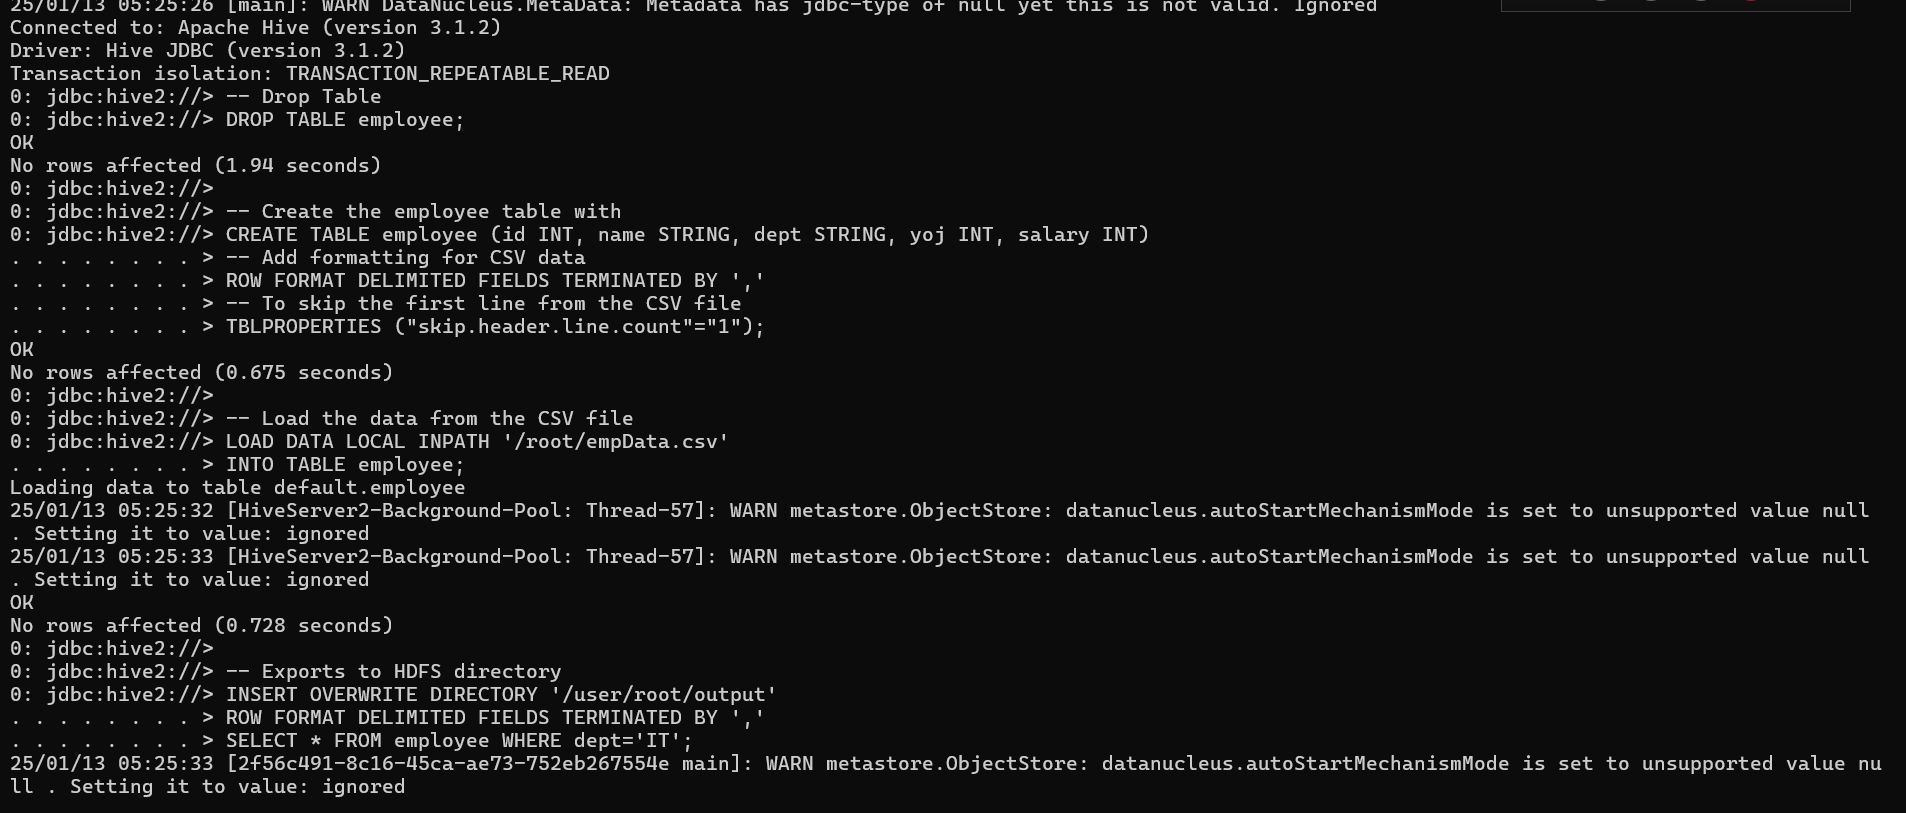 25/01/13 05:25:26 [main]: WARN DataNucleus.MetaData: Metadata has jdbc-type of null yet this is not valid. Ignored
Connected to: Apache Hive (version 3.1.2)
Driver: Hive JDBC (version 3.1.2)
Transaction isolation: TRANSACTION_REPEATABLE_READ
0: jdbc:hive2://> -- Drop Table
0: jdbc:hive2://> DROP TABLE employee;
OK
No rows affected (1.94 seconds)
0: jdbc:hive2://>
0: jdbc:hive2://> -- Create the employee table with
0: jdbc:hive2://> CREATE TABLE employee (id INT, name STRING, dept STRING, yoj INT, salary INT)
. . . . . . . . > -- Add formatting for CSV data
. . . . . . . . > ROW FORMAT DELIMITED FIELDS TERMINATED BY ','
. . . . . . . . > -- To skip the first line from the CSV file
. . . . . . . . > TBLPROPERTIES ("skip.header.line.count"="1");
OK
No rows affected (0.675 seconds)
0: jdbc:hive2://>
0: jdbc:hive2://> -- Load the data from the CSV file
0: jdbc:hive2://> LOAD DATA LOCAL INPATH '/root/empData.csv'
. . . . . . . . > INTO TABLE employee;
Loading data to table default.employee
25/01/13 05:25:32 [HiveServer2-Background-Pool: Thread-57]: WARN metastore.ObjectStore: datanucleus.autoStartMechanismMode is set to unsupported value null
. Setting it to value: ignored
25/01/13 05:25:33 [HiveServer2-Background-Pool: Thread-57]: WARN metastore.ObjectStore: datanucleus.autoStartMechanismMode is set to unsupported value null
. Setting it to value: ignored
OK
No rows affected (0.728 seconds)
0: jdbc:hive2://>
0: jdbc:hive2://> -- Exports to HDFS directory
0: jdbc:hive2://> INSERT OVERWRITE DIRECTORY '/user/root/output'
. . . . . . . . > ROW FORMAT DELIMITED FIELDS TERMINATED BY ','
. . . . . . . . > SELECT * FROM employee WHERE dept='IT';
25/01/13 05:25:33 [2f56c491-8c16-45ca-ae73-752eb267554e main]: WARN metastore.ObjectStore: datanucleus.autoStartMechanismMode is set to unsupported value nu
ll . Setting it to value: ignored